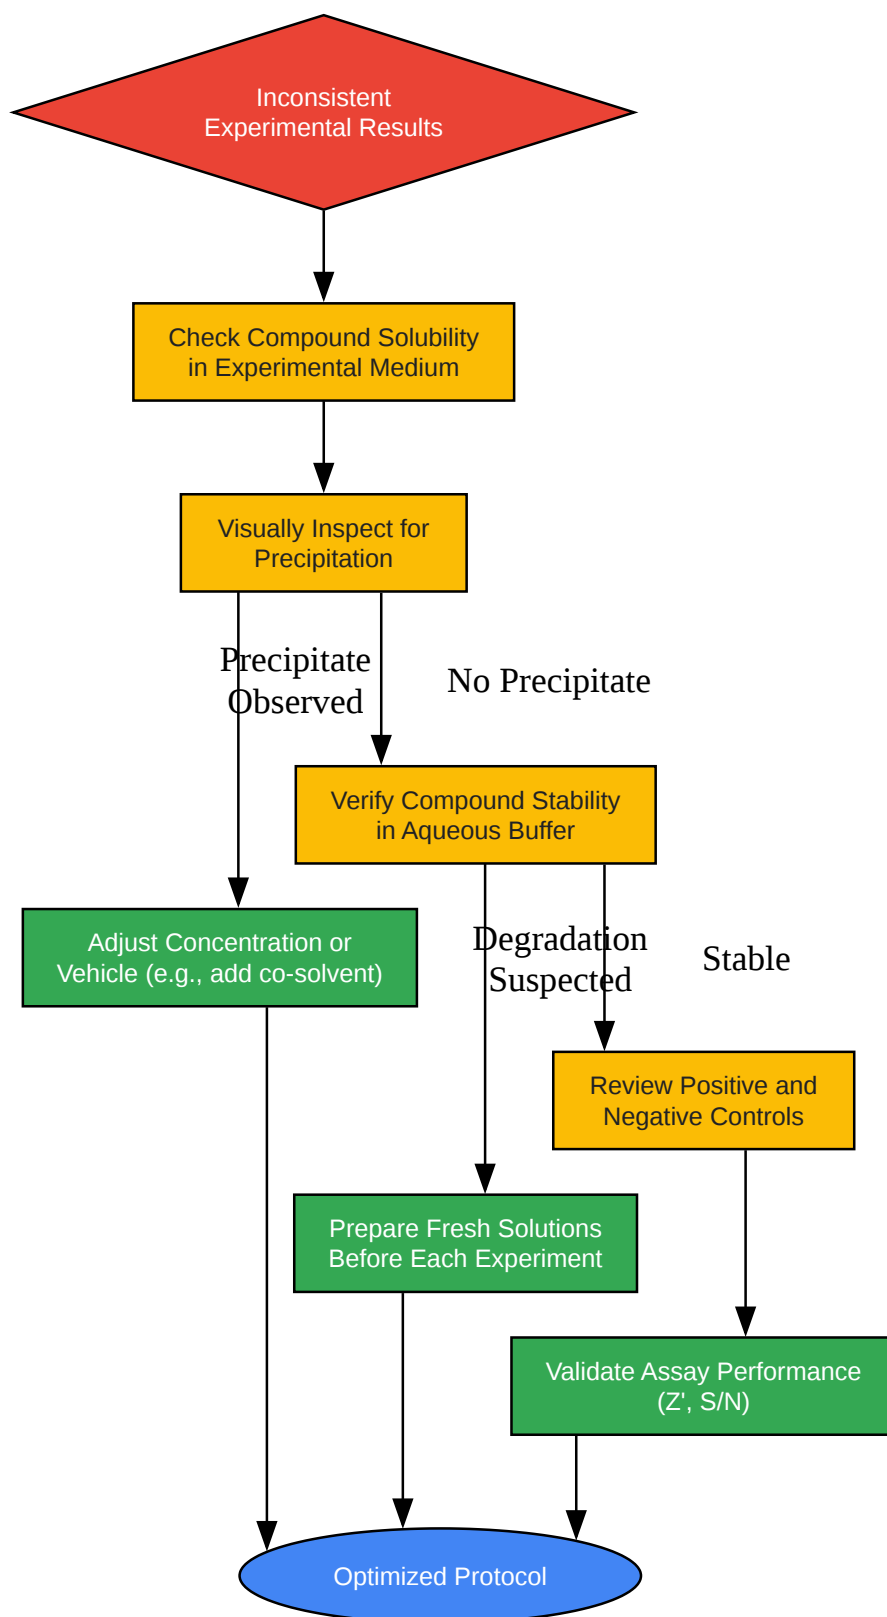 Inconsistent
Experimental Results
Check Compound Solubility
in Experimental Medium
Visually Inspect for
Precipitation
Precipitate
Observed
No Precipitate
Verify Compound Stability
in Aqueous Buffer
Adjust Concentration or
Vehicle (e.g., add co-solvent)
Degradation
Suspected
Stable
Review Positive and
Negative Controls
Prepare Fresh Solutions
Before Each Experiment
Validate Assay Performance
(Z', S/N)
Optimized Protocol